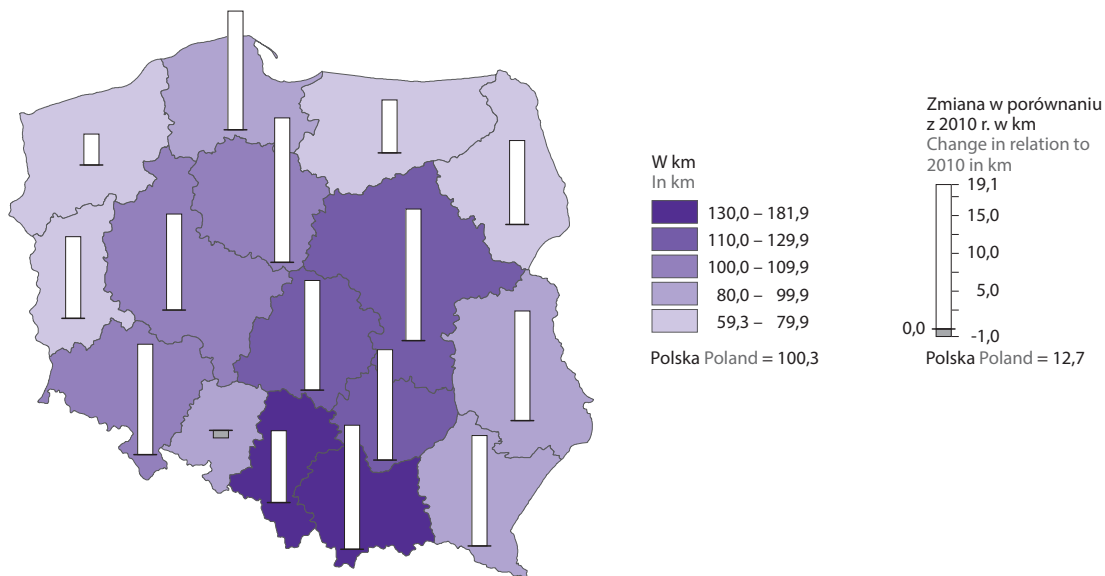 W km
In km
130,0 – 181,9
110,0 – 129,9
100,0 – 109,9
80,0 – 99,9
59,3 – 79,9
Polska Poland = 100,3
Zmiana w porównaniu
z 2010 r. w km
Change in relation to
2010 in km
19,1
15,0
10,0
5,0
0,0
-1,0
Polska Poland = 12,7